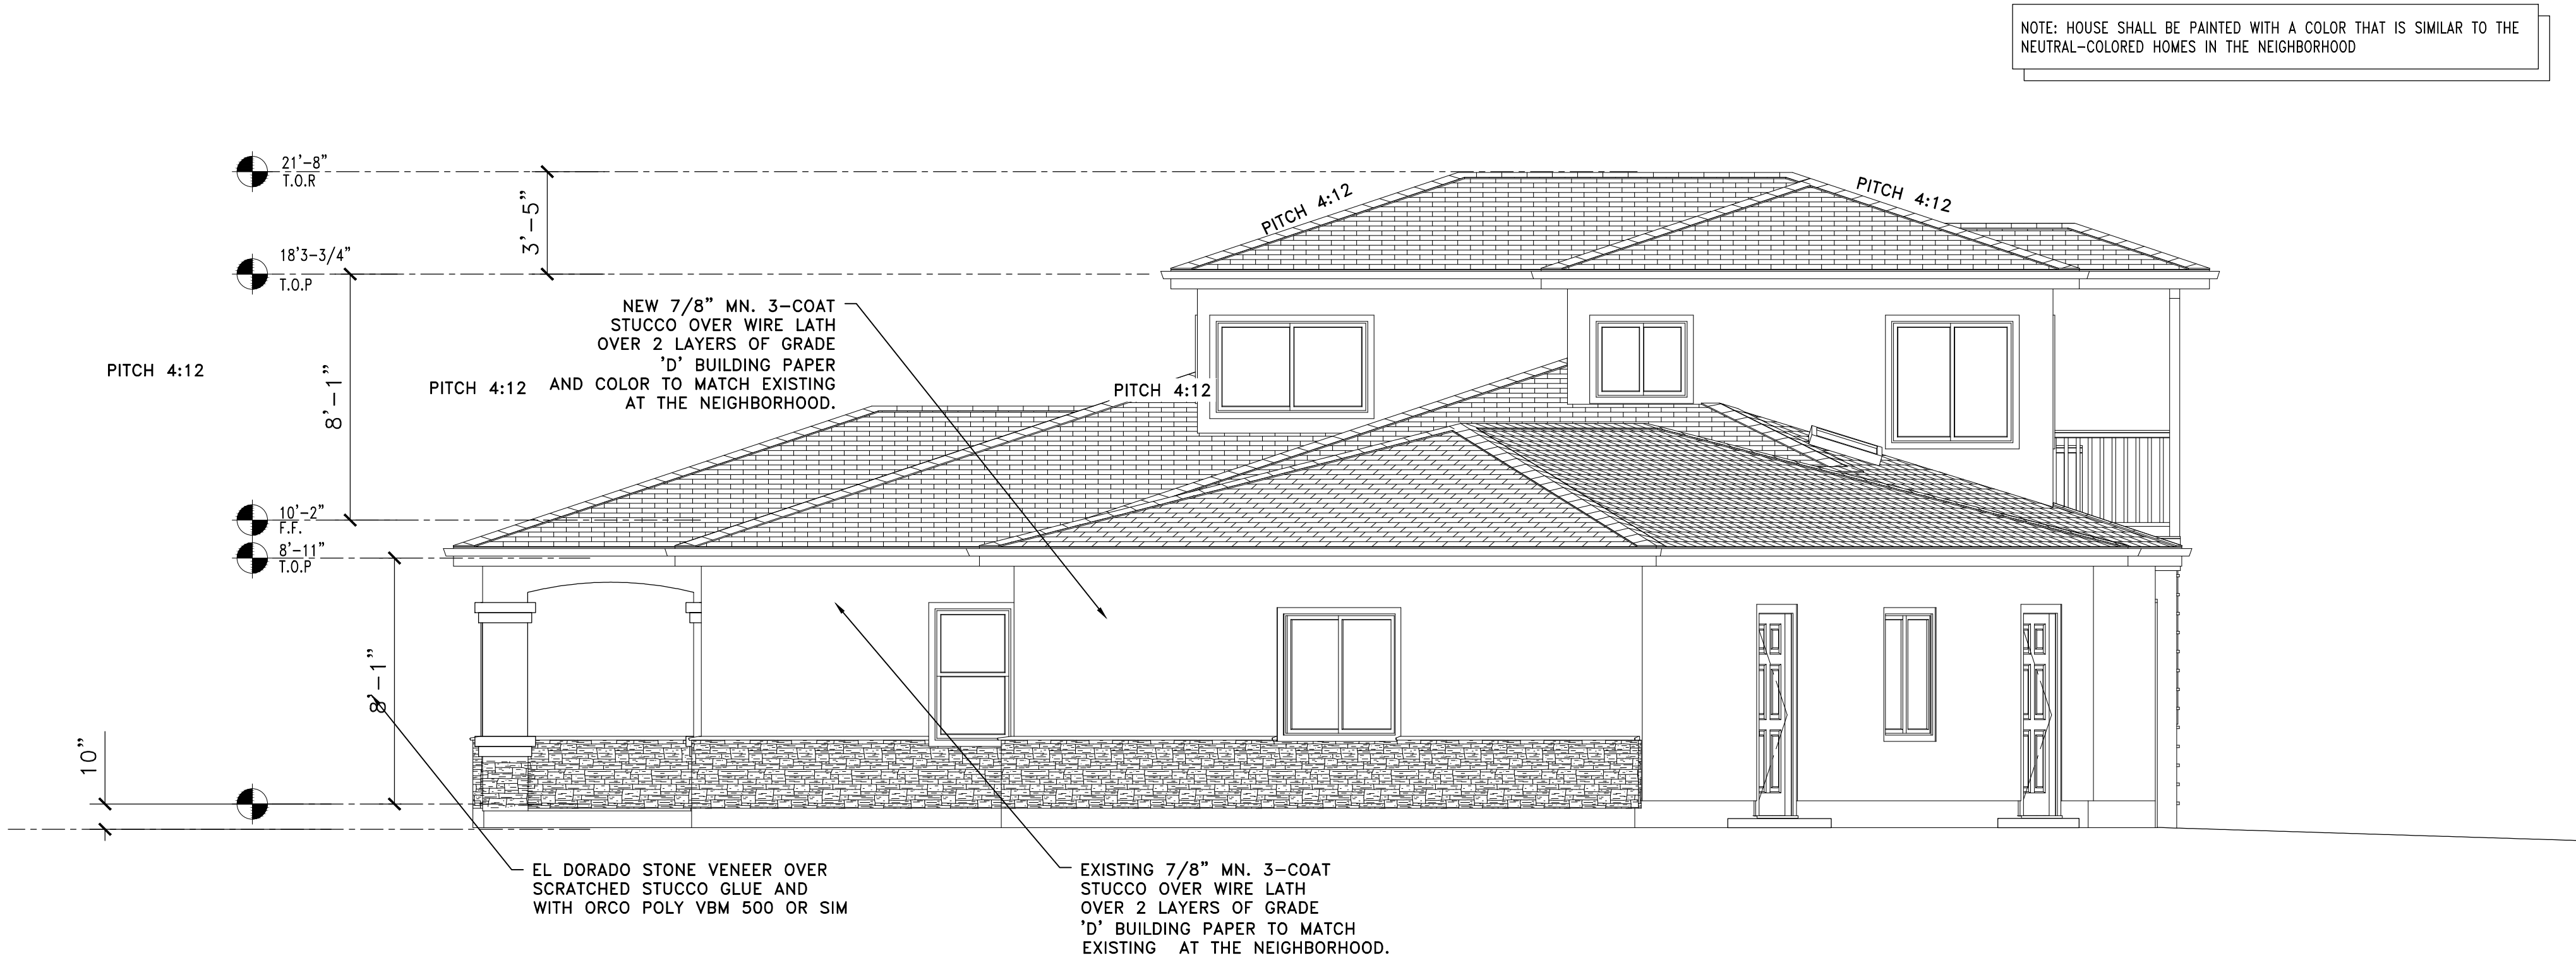 NOTE: HOUSE SHALL BE PAINTED WITH A COLOR THAT IS SIMILAR TO THE
NEUTRAL-COLORED HOMES IN THE NEIGHBORHOOD
21'-8"
T.O.R
3'-5"
PITCH 4:12
PITCH 4:12
18'3-3/4"
T.O.P
NEW 7/8" MN. 3-COAT
STUCCO OVER WIRE LATH
OVER 2 LAYERS OF GRADE
'D' BUILDING PAPER
AND COLOR TO MATCH EXISTING
AT THE NEIGHBORHOOD.
PITCH 4:12
8'-1"
PITCH 4:12
PITCH 4:12
10'-2"
F.F.
8'-11"
T.O.P
8'-1"
10"
EL DORADO STONE VENEER OVER
SCRATCHED STUCCO GLUE AND
WITH ORCO POLY VBM 500 OR SIM
EXISTING 7/8" MN. 3-COAT
STUCCO OVER WIRE LATH
OVER 2 LAYERS OF GRADE
'D' BUILDING PAPER TO MATCH
EXISTING AT THE NEIGHBORHOOD.